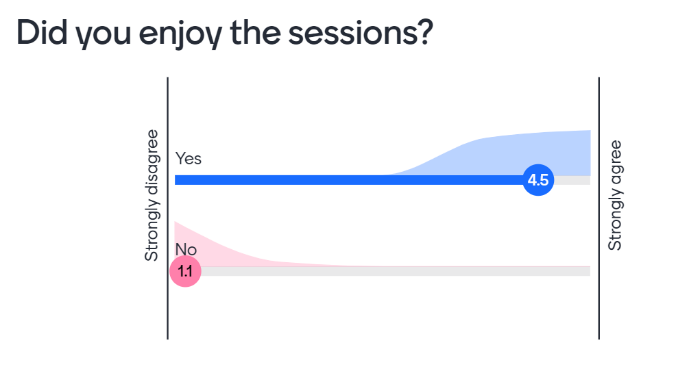 Did you enjoy the sessions?
Strongly disagree
Yes
4.5
No
1.1
Strongly agree